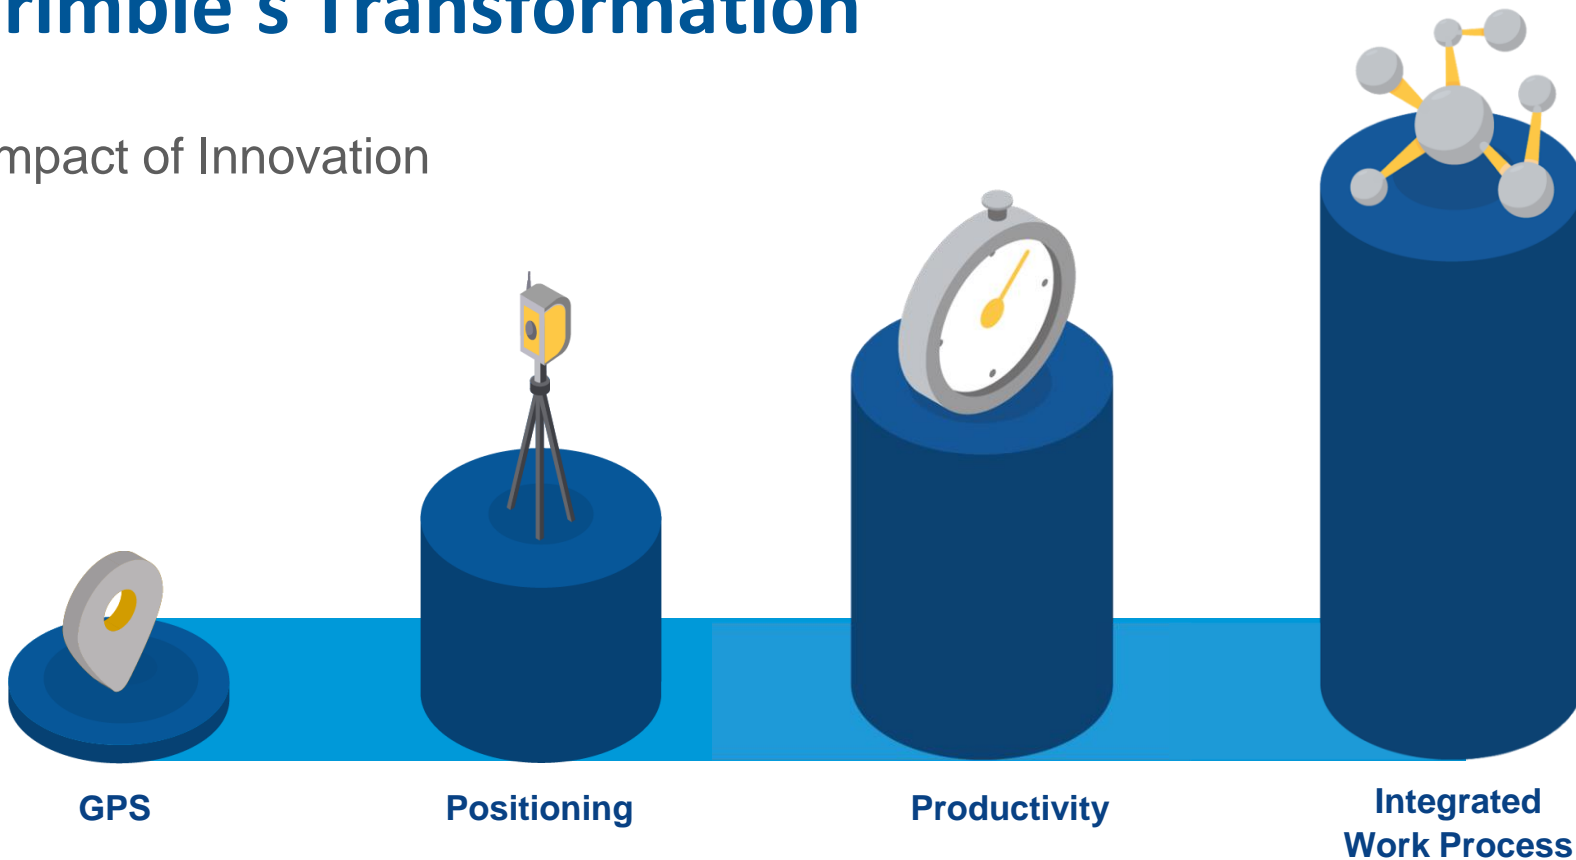 rimble's Transformation
mpact of Innovation
GPS
Positioning
Productivity
Integrated
Work Process